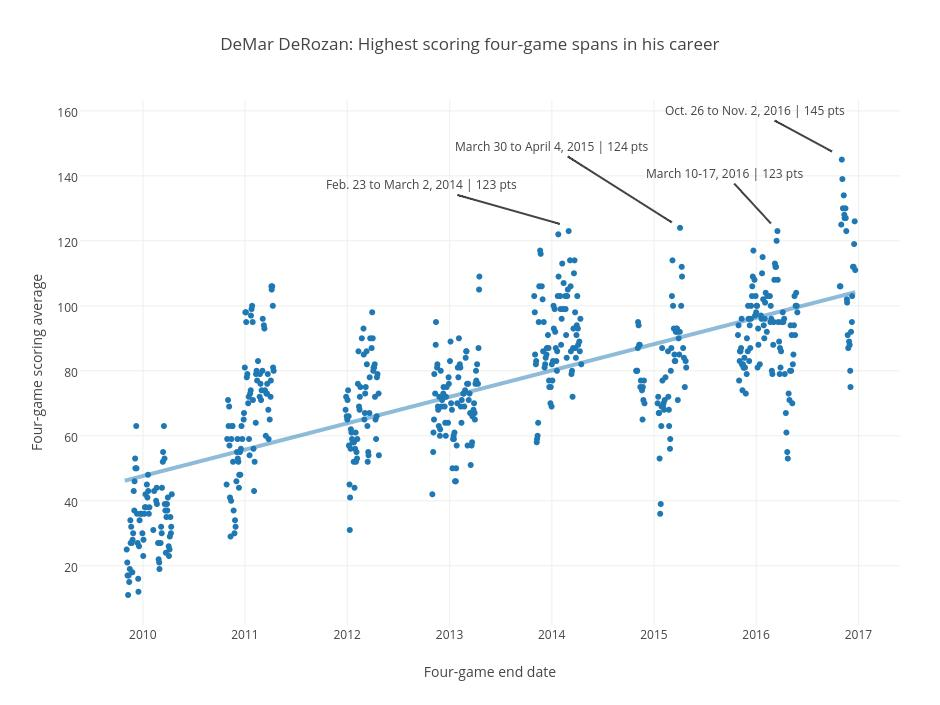 DeMar DeRozan: Highest scoring four-game spans in his career
Oct. 26 to Nov. 2, 2016 | 145 pts
March 30 to April 4, 2015 | 124 pts
March 10-17, 2016 | 123 pts
Feb. 23 to March 2, 2014 | 123 pts
Four-game scoring average
160
140
120
100
80
60
40
20
2010 2011 2012 2013 2014 2015 2016 2017
Four-game end date